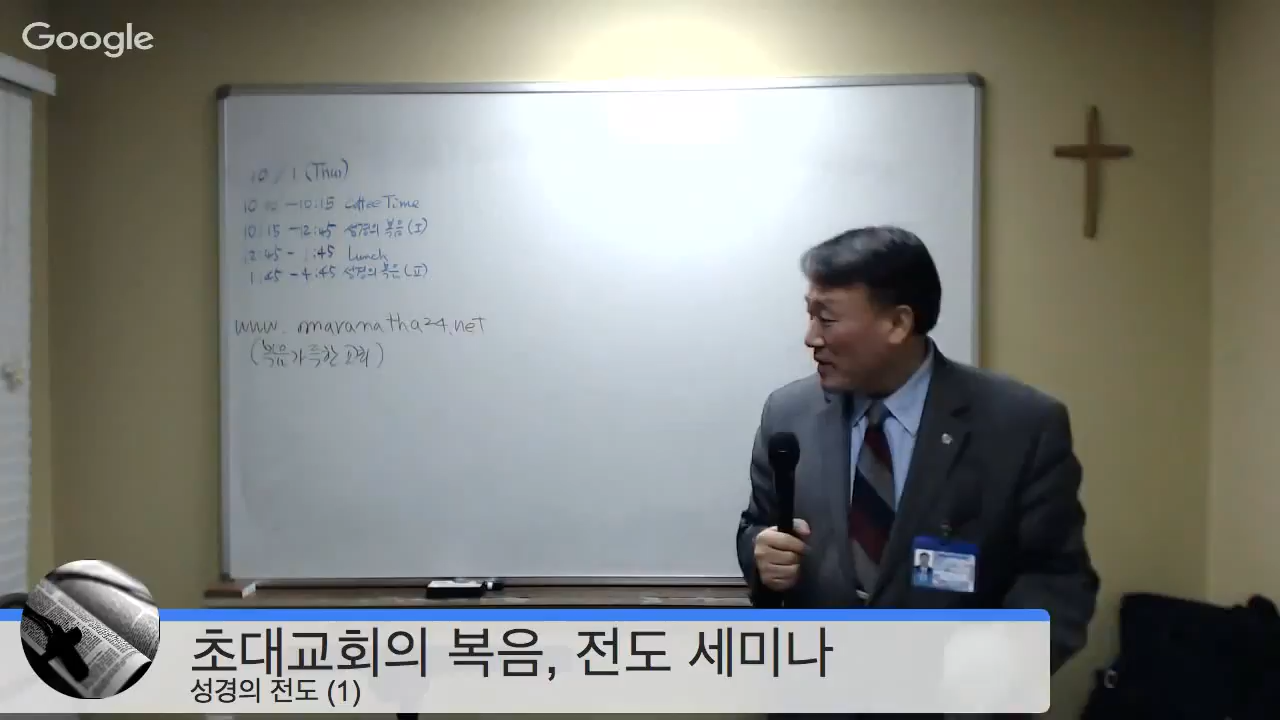 Google
10/1 (Thu)
10:00-10:15 Coffee Time
10:15-12:45 성경의 복음(I)
12:45-1:45 Lunch
1:45-4:45 성경의 복음(II)
www.maranatha24.net
(복음가득한교회)
초대교회의 복음, 전도 세미나
성경의 전도 (1)